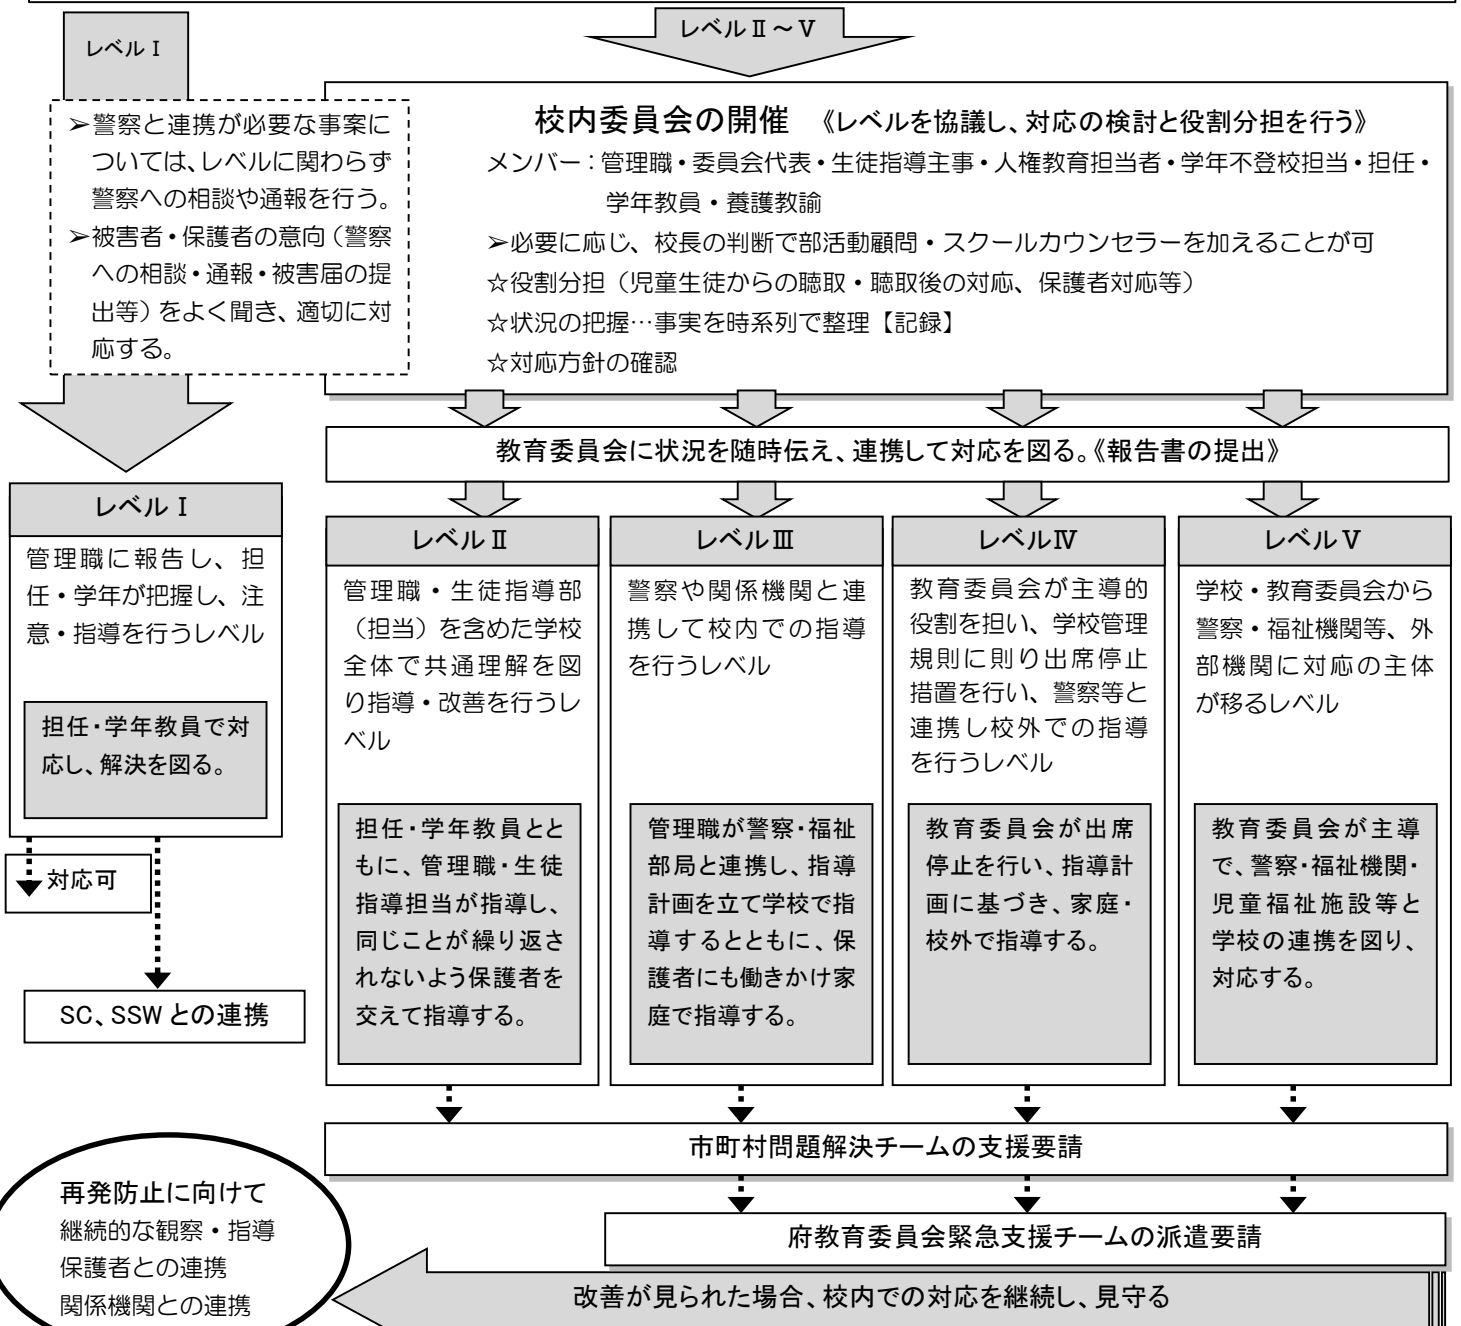 レベルⅠ
レベルⅡ～Ⅴ
➢警察と連携が必要な事案に
ついては、レベルに関わらず
警察への相談や通報を行う。
➢被害者・保護者の意向（警察
への相談・通報・被害届の提
出等）をよく聞き、適切に対
応する。
校内委員会の開催 《レベルを協議し、対応の検討と役割分担を行う》
メンバー：管理職・委員会代表・生徒指導主事・人権教育担当者・学年不登校担当・担任・
学年教員・養護教諭
➢必要に応じ、校長の判断で部活動顧問・スクールカウンセラーを加えることが可
☆役割分担（児童生徒からの聴取・聴取後の対応、保護者対応等）
☆状況の把握…事実を時系列で整理【記録】
☆対応方針の確認
教育委員会に状況を随時伝え、連携して対応を図る。《報告書の提出》
レベルⅠ
管理職に報告し、担
任・学年が把握し、注
意・指導を行うレベル
担任・学年教員で対
応し、解決を図る。
対応可
SC、SSWとの連携
レベルⅡ
管理職・生徒指導部
（担当）を含めた学校
全体で共通理解を図
り指導・改善を行うレ
ベル
担任・学年教員とと
もに、管理職・生徒
指導担当が指導し、
同じことが繰り返さ
れないよう保護者を
交えて指導する。
レベルⅢ
警察や関係機関と連
携して校内での指導
を行うレベル
管理職が警察・福祉
部局と連携し、指導
計画を立て学校で指
導するとともに、保
護者にも働きかけ家
庭で指導する。
レベルⅣ
教育委員会が主導的
役割を担い、学校管理
規則に則り出席停止
措置を行い、警察等と
連携し校外での指導
を行うレベル
教育委員会が出席
停止を行い、指導計
画に基づき、家庭・
校外で指導する。
レベルⅤ
学校・教育委員会から
警察・福祉機関等、外
部機関に対応の主体
が移るレベル
教育委員会が主導
で、警察・福祉機関・
児童福祉施設等と
学校の連携を図り、
対応する。
市町村問題解決チームの支援要請
府教育委員会緊急支援チームの派遣要請
改善が見られた場合、校内での対応を継続し、見守る
再発防止に向けて
継続的な観察・指導
保護者との連携
関係機関との連携